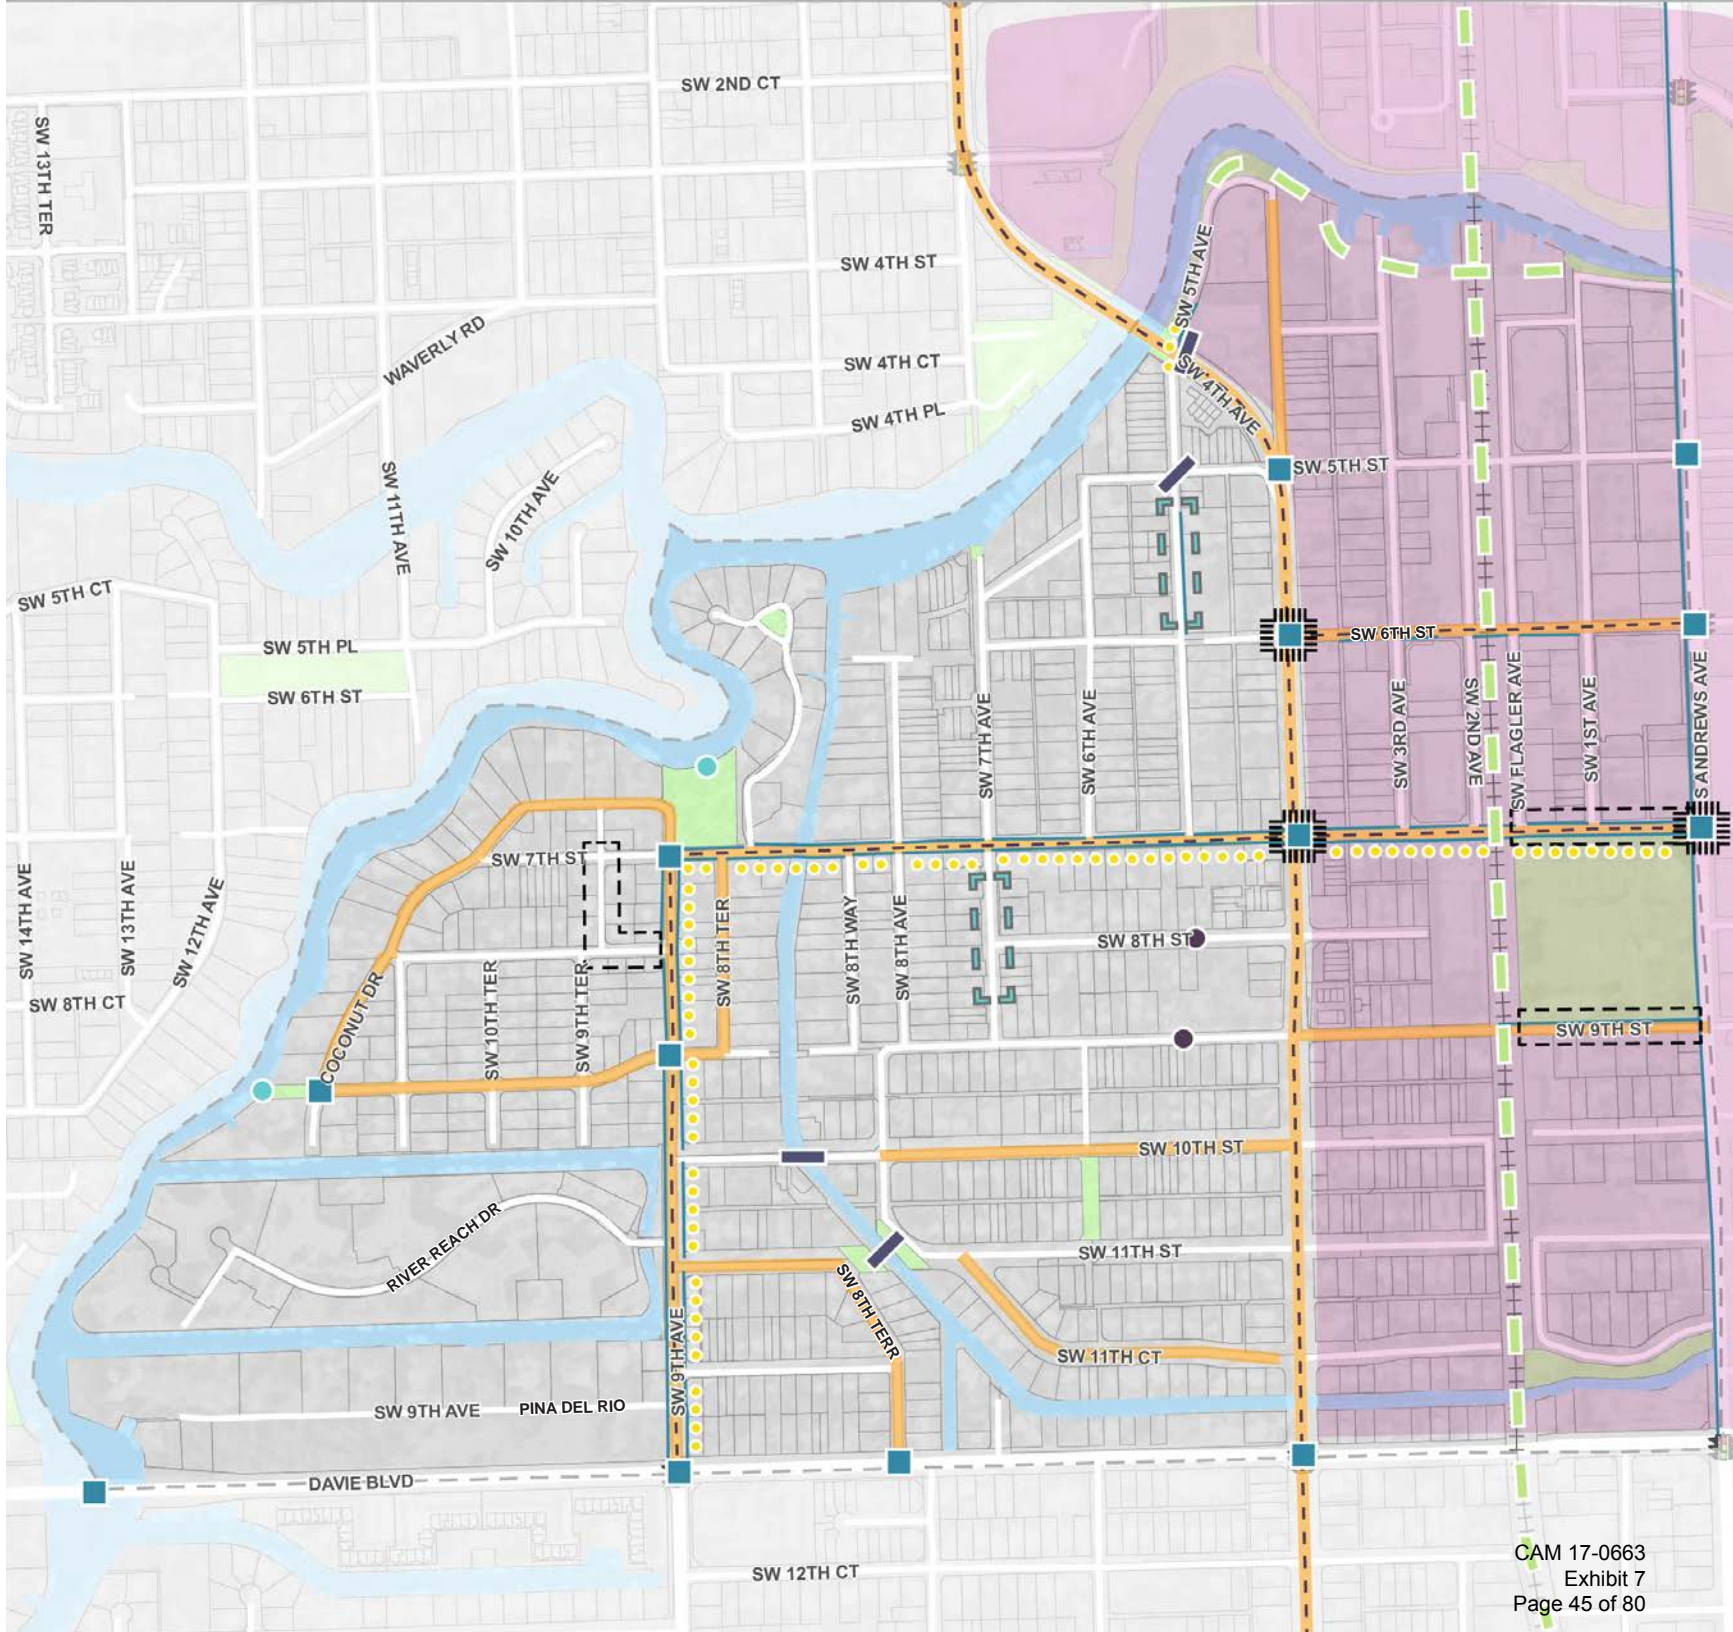 SW 2ND CT
SW 13TH TER
SW 4TH ST
SW 5TH AVE
WAVERLY RD
SW 4TH CT
SW 4TH AVE
SW 4TH PL
SW 11TH AVE
SW 10TH AVE
SW 5TH ST
SW 5TH CT
SW 5TH PL
SW 6TH ST
SW 6TH ST
SW 7TH AVE
SW 6TH AVE
SW 3RD AVE
SW 2ND AVE
SW FLAGLER AVE
SW 1ST AVE
S ANDREWS AVE
SW 7TH ST
SW 14TH AVE
SW 13TH AVE
SW 12TH AVE
SW 8TH TER
SW 8TH WAY
SW 8TH AVE
SW 8TH ST
SW 8TH CT
COCONUT DR
SW 10TH TER
SW 9TH TER
SW 9TH ST
SW 10TH ST
RIVER REACH DR
SW 11TH ST
SW 8TH TERR
SW 9TH AVE
SW 11TH CT
SW 9TH AVE
PINA DEL RIO
DAVIE BLVD
SW 12TH CT
CAM 17-0663
Exhibit 7
Page 45 of 80